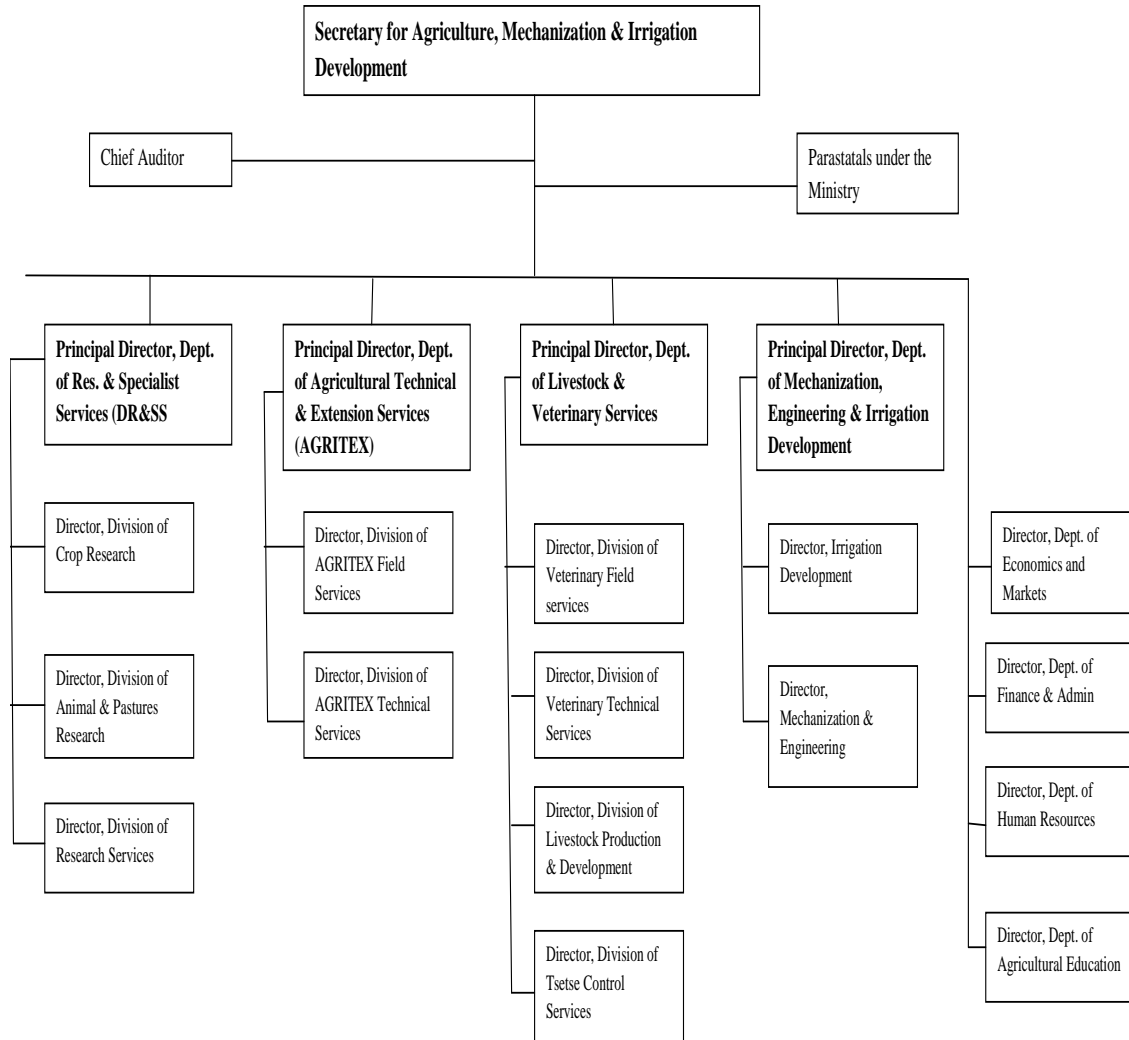 Secretary for Agriculture, Mechanization & Irrigation
Development
Chief Auditor
Parastatals under the
Ministry
Principal Director, Dept.
of Res. & Specialist
Services (DR&SS
Principal Director, Dept.
of Agricultural Technical
& Extension Services
(AGRITEX)
Principal Director, Dept.
of Livestock &
Veterinary Services
Principal Director, Dept.
of Mechanization,
Engineering & Irrigation
Development
Director, Division of
Crop Research
Director, Division of
Animal & Pastures
Research
Director, Division of
Research Services
Director, Division of
AGRITEX Field
Services
Director, Division of
AGRITEX Technical
Services
Director, Division of
Veterinary Field
services
Director, Division of
Veterinary Technical
Services
Director, Division of
Livestock Production
& Development
Director, Division of
Tsetse Control
Services
Director, Irrigation
Development
Director,
Mechanization &
Engineering
Director, Dept. of
Economics and
Markets
Director, Dept. of
Finance & Admin
Director, Dept. of
Human Resources
Director, Dept. of
Agricultural Education